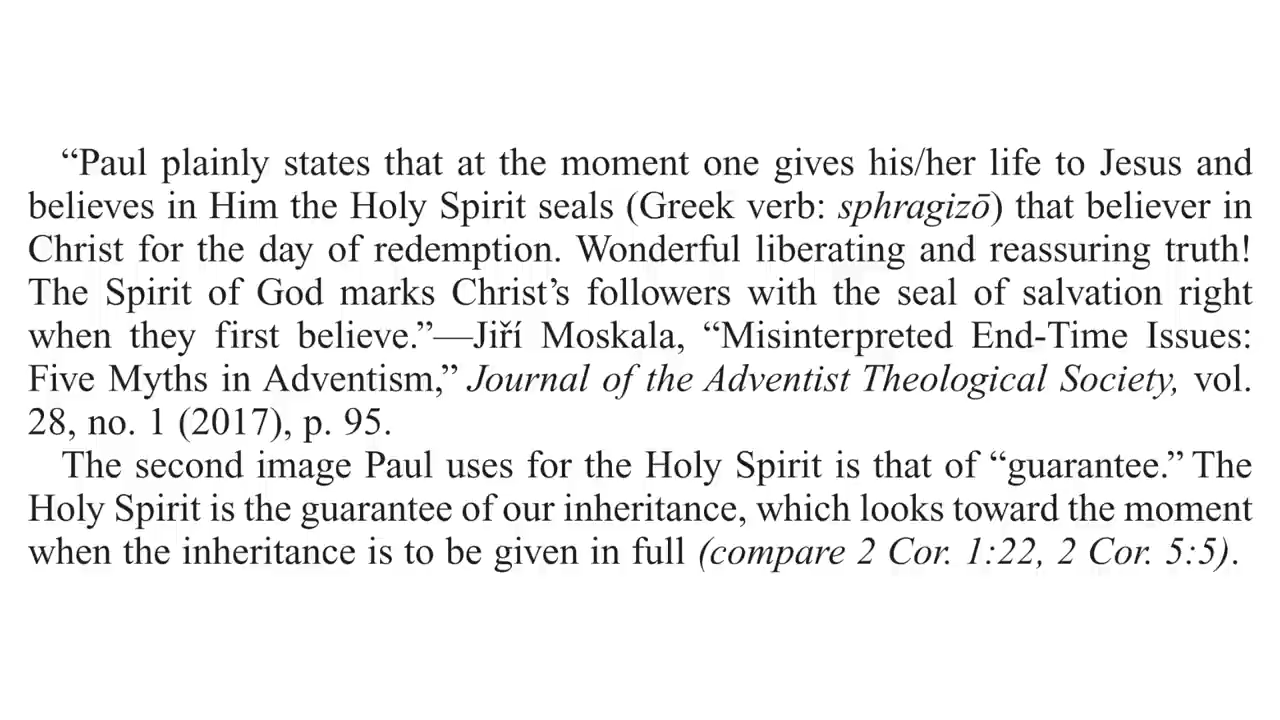 “Paul plainly states that at the moment one gives his/her life to Jesus and
believes in Him the Holy Spirit seals (Greek verb: sphragizō) that believer in
Christ for the day of redemption. Wonderful liberating and reassuring truth!
The Spirit of God marks Christ’s followers with the seal of salvation right
when they first believe.”—Jiří Moskala, “Misinterpreted End-Time Issues:
Five Myths in Adventism,” Journal of the Adventist Theological Society, vol.
28, no. 1 (2017), p. 95.
The second image Paul uses for the Holy Spirit is that of “guarantee.” The
Holy Spirit is the guarantee of our inheritance, which looks toward the moment
when the inheritance is to be given in full (compare 2 Cor. 1:22, 2 Cor. 5:5).